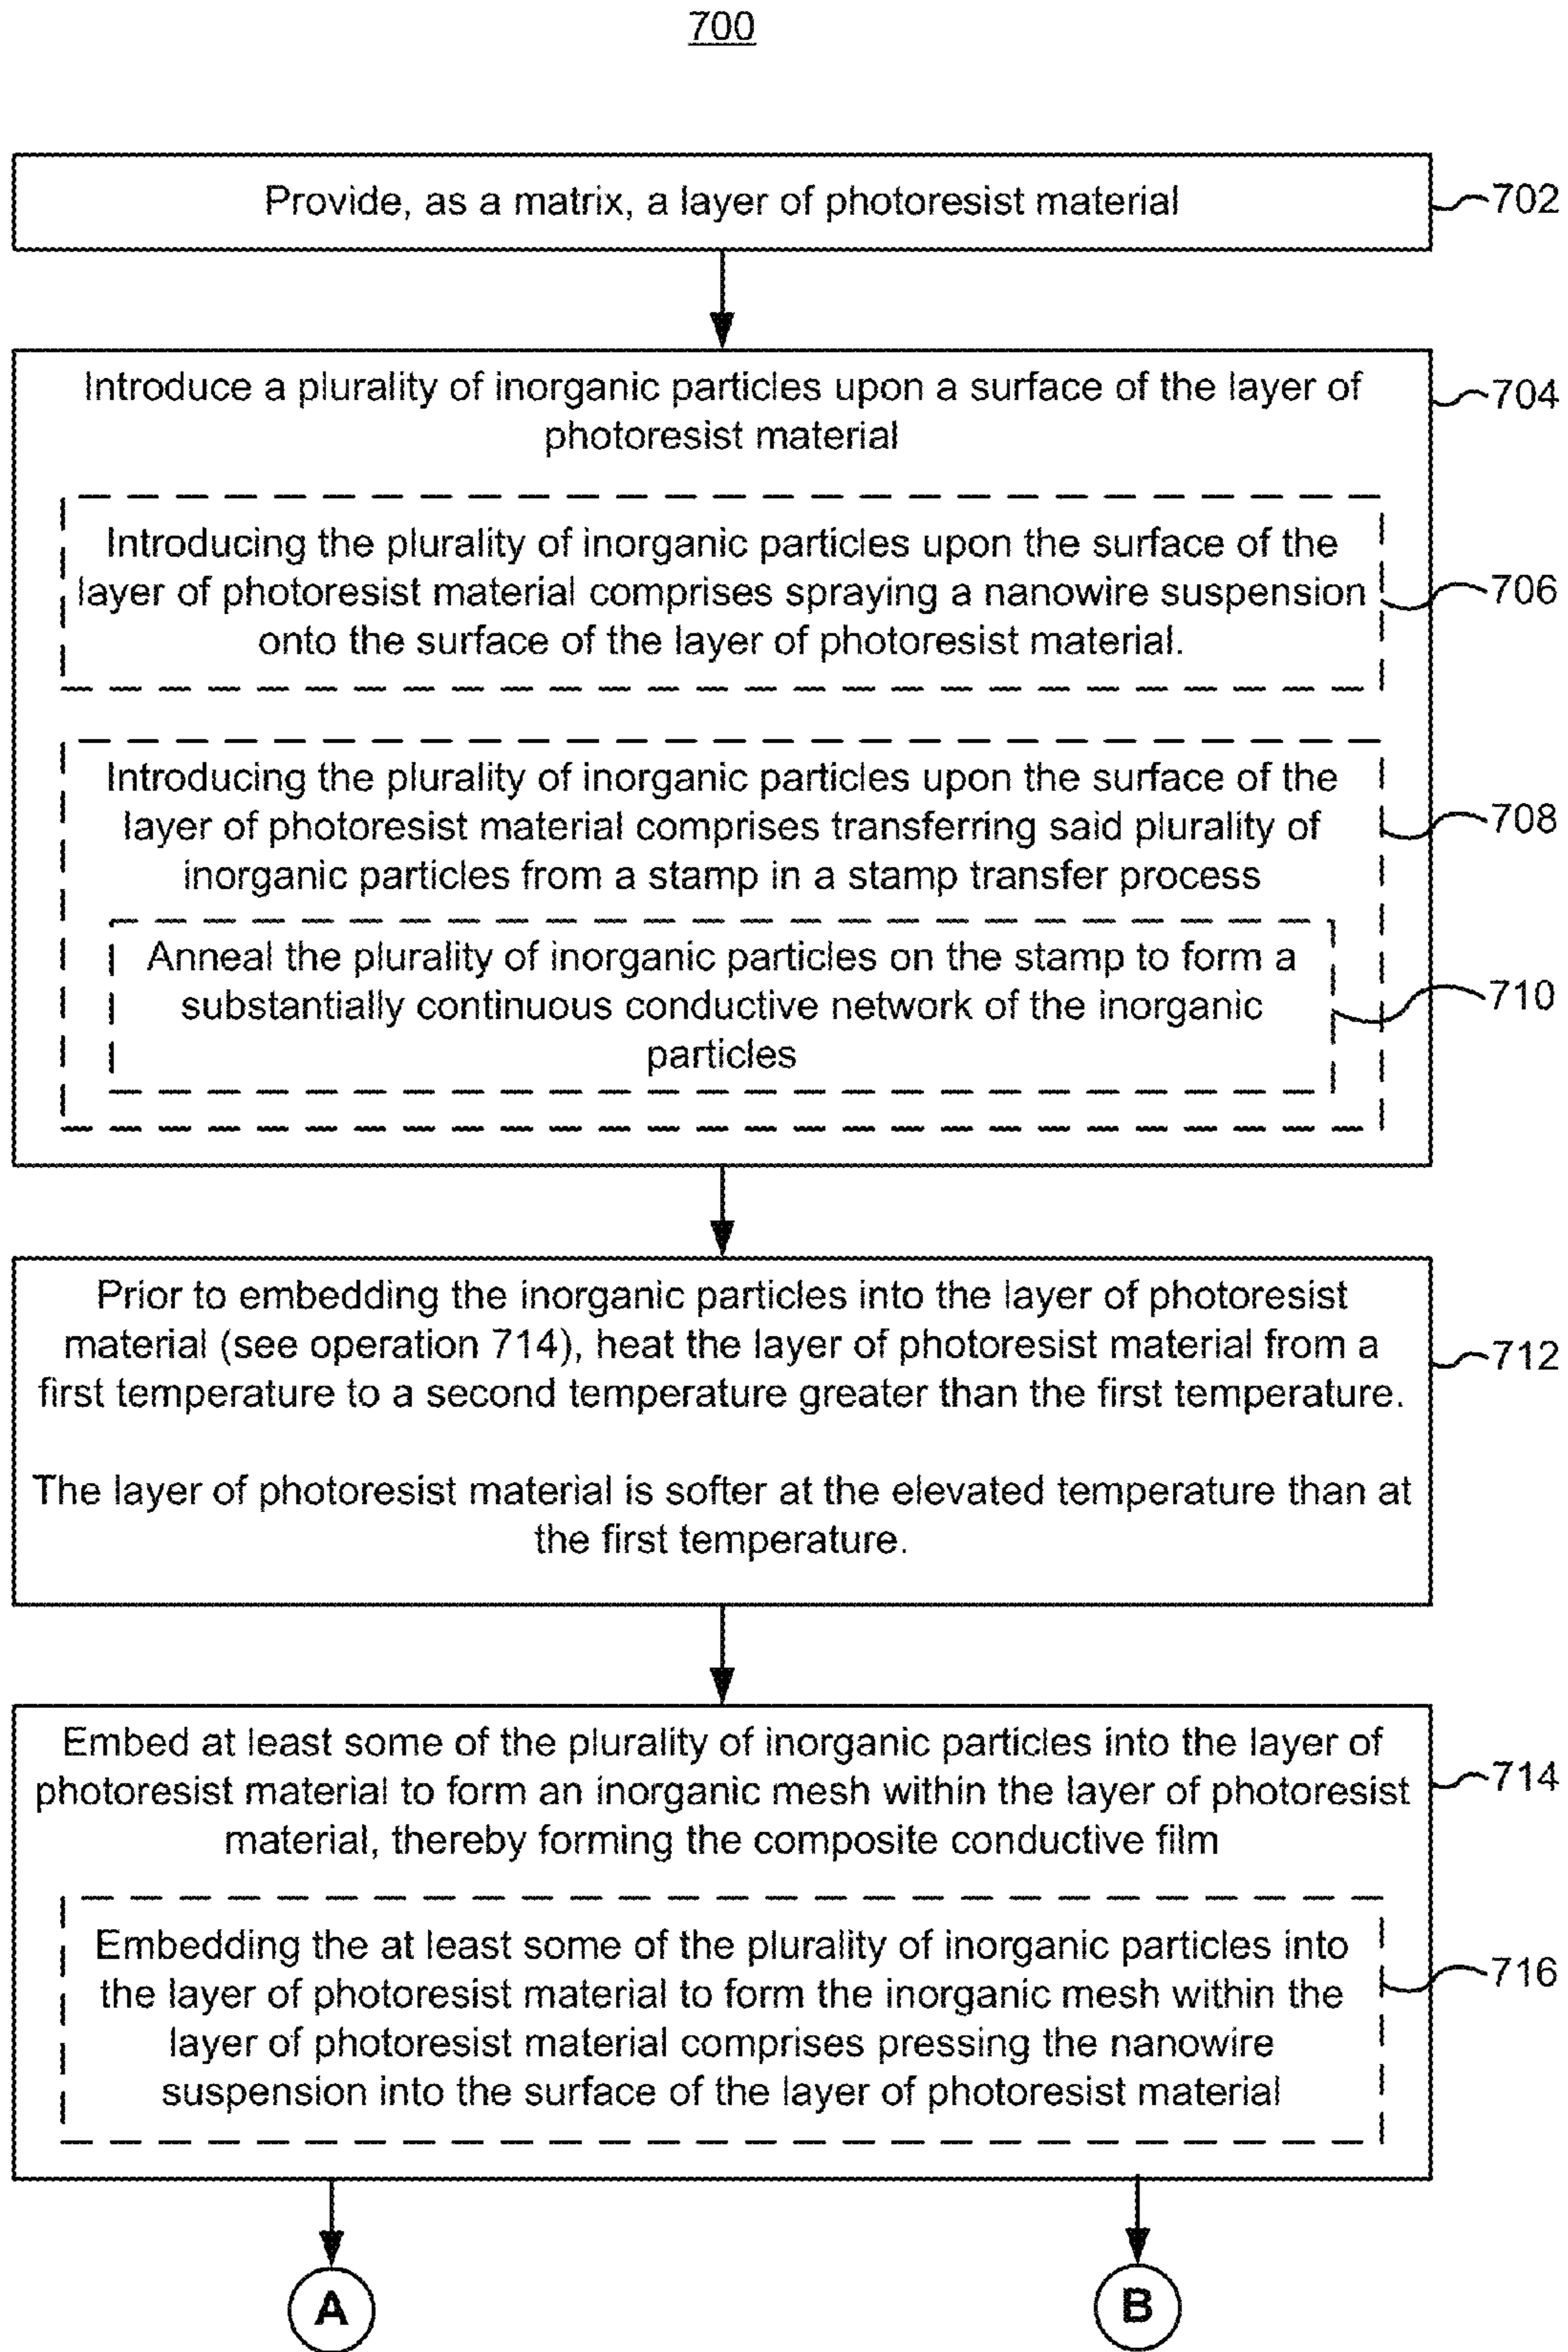 700
Provide, as a matrix, a layer of photoresist material
702
Introduce a plurality of inorganic particles upon a surface of the layer of
photoresist material
704
Introducing the plurality of inorganic particles upon the surface of the
layer of photoresist material comprises spraying a nanowire suspension
onto the surface of the layer of photoresist material.
706
Introducing the plurality of inorganic particles upon the surface of the
layer of photoresist material comprises transferring said plurality of
inorganic particles from a stamp in a stamp transfer process
708
Anneal the plurality of inorganic particles on the stamp to form a
substantially continuous conductive network of the inorganic
particles
710
Prior to embedding the inorganic particles into the layer of photoresist
material (see operation 714), heat the layer of photoresist material from a
first temperature to a second temperature greater than the first temperature.
The layer of photoresist material is softer at the elevated temperature than at
the first temperature.
712
Embed at least some of the plurality of inorganic particles into the layer of
photoresist material to form an inorganic mesh within the layer of photoresist
material, thereby forming the composite conductive film
714
Embedding the at least some of the plurality of inorganic particles into
the layer of photoresist material to form the inorganic mesh within the
layer of photoresist material comprises pressing the nanowire
suspension into the surface of the layer of photoresist material
716
A
B